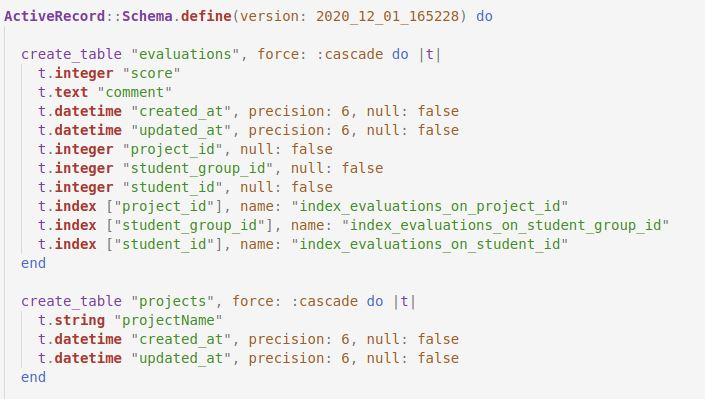 ActiveRecord::Schema.define(version: 2020_12_01_165228) do
create_table "evaluations", force: :cascade do |t|
t.integer "score"
t.text "comment"
t.datetime "created_at", precision: 6, null: false
t.datetime "updated_at", precision: 6, null: false
t.integer "project_id", null: false
t.integer "student_group_id", null: false
t.integer "student_id", null: false
t.index ["project_id"], name: "index_evaluations_on_project_id"
t.index ["student_group_id"], name: "index_evaluations_on_student_group_id"
t.index ["student_id"], name: "index_evaluations_on_student_id"
end
create_table "projects", force: :cascade do |t|
t.string "projectName"
t.datetime "created_at", precision: 6, null: false
t.datetime "updated_at", precision: 6, null: false
end